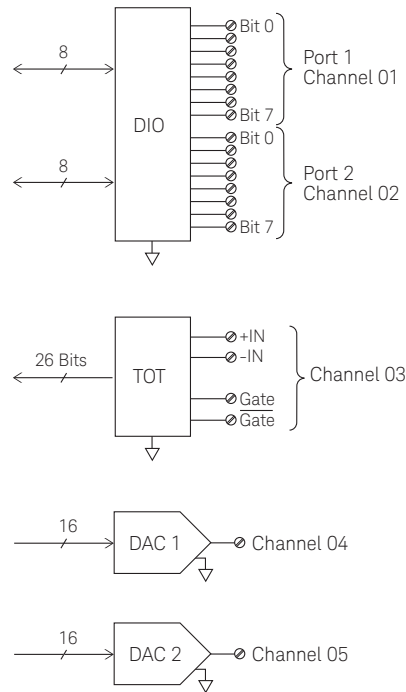 8
Bit 0
Port 1
Channel 01
DIO
Bit 7
Bit 0
8
Port 2
Channel 02
Bit 7
26 Bits
TOT
+IN
-IN
Channel 03
Gate
Gate
16
DAC 1
Channel 04
16
DAC 2
Channel 05